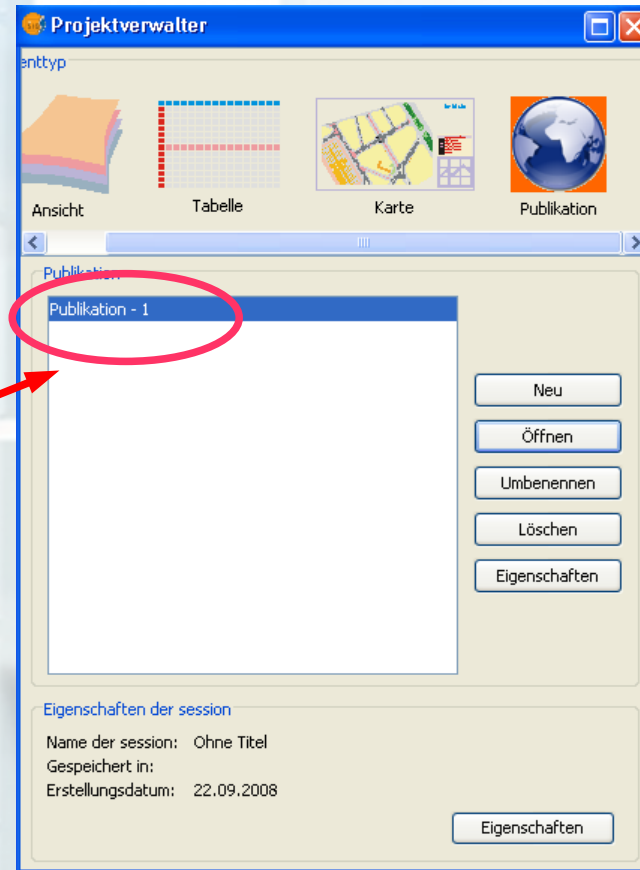 Projektverwalter
enttyp
Ansicht Tabelle Karte Publikation
Publikation
Publikation - 1
Neu
Öffnen
Umbenennen
Löschen
Eigenschaften
Eigenschaften der session
Name der session: Ohne Titel
Gespeichert in:
Erstellungsdatum: 22.09.2008
Eigenschaften